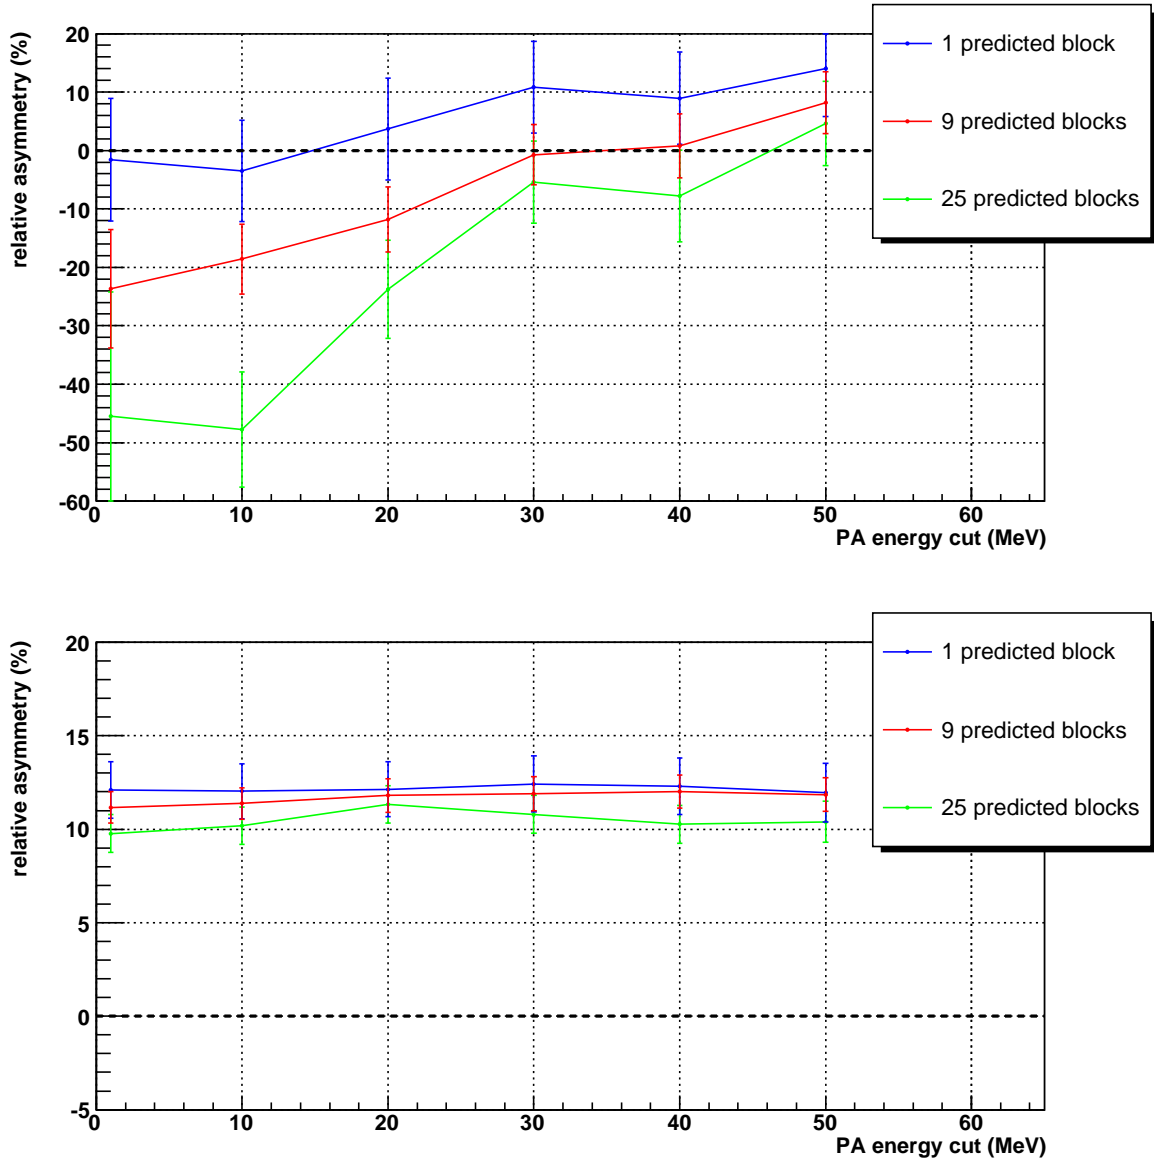 relative asymmetry (%)
20
10
0
-10
-20
-30
-40
-50
-60
0 10 20 30 40 50 60
PA energy cut (MeV)
1 predicted block
9 predicted blocks
25 predicted blocks
relative asymmetry (%)
20
15
10
5
0
-5
0 10 20 30 40 50 60
PA energy cut (MeV)
1 predicted block
9 predicted blocks
25 predicted blocks